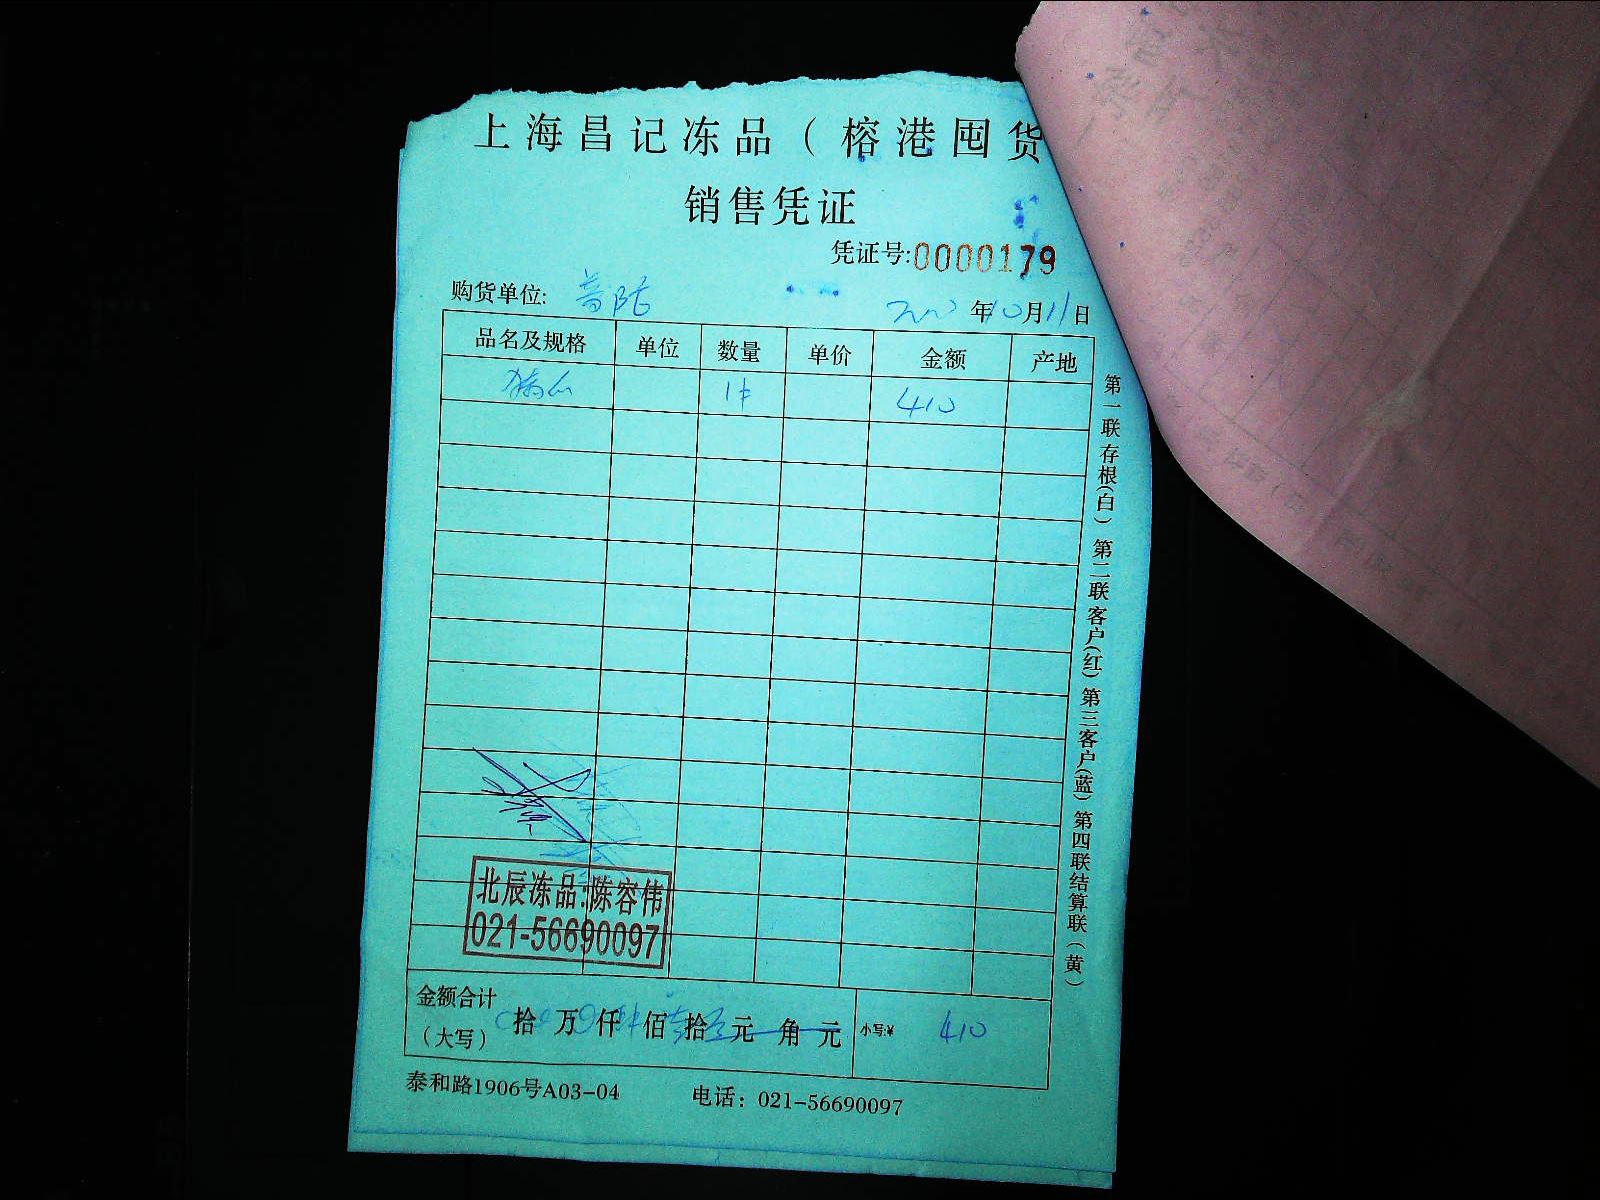 上海昌记冻品（榕港囤货
销售凭证
凭证号:0000179
购货单位: 普陀
年10月11日
品名及规格 单位 数量 单价 金额 产地
1件 410
第一联存根(白) 第二联客户(红) 第三客户(蓝) 第四联结算联(黄)
北辰冻品:陈容伟
021-56690097
金额合计
（大写） 拾 万 仟 佰 拾 元 角 元 小写:¥ 410
泰和路1906号A03-04 电话：021-56690097